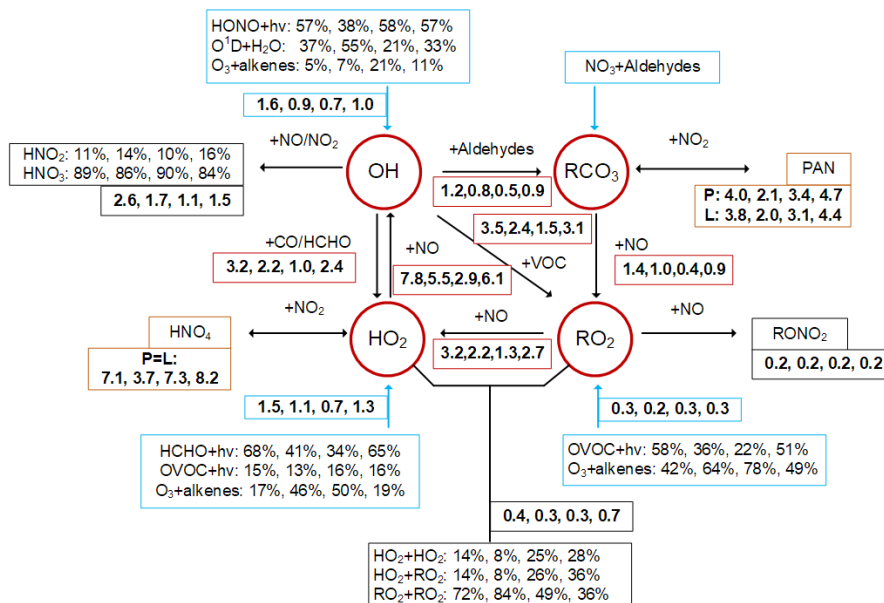 HONO+hv: 57%, 38%, 58%, 57%
O¹D+H₂O: 37%, 55%, 21%, 33%
O₃+alkenes: 5%, 7%, 21%, 11%
NO₃+Aldehydes
1.6, 0.9, 0.7, 1.0
+NO/NO₂
+Aldehydes
+NO₂
HNO₂: 11%, 14%, 10%, 16%
HNO₃: 89%, 86%, 90%, 84%
2.6, 1.7, 1.1, 1.5
OH
RCO₃
PAN
P: 4.0, 2.1, 3.4, 4.7
L: 3.8, 2.0, 3.1, 4.4
1.2,0.8,0.5,0.9
3.5,2.4,1.5,3.1
+CO/HCHO
3.2, 2.2, 1.0, 2.4
+NO
7.8,5.5,2.9,6.1
+VOC
+NO
1.4,1.0,0.4,0.9
HNO₄
P=L:
7.1, 3.7, 7.3, 8.2
+NO₂
HO₂
+NO
3.2,2.2,1.3,2.7
RO₂
+NO
RONO₂
0.2, 0.2, 0.2, 0.2
1.5, 1.1, 0.7, 1.3
0.3, 0.2, 0.3, 0.3
HCHO+hv: 68%, 41%, 34%, 65%
OVOC+hv: 15%, 13%, 16%, 16%
O₃+alkenes: 17%, 46%, 50%, 19%
OVOC+hv: 58%, 36%, 22%, 51%
O₃+alkenes: 42%, 64%, 78%, 49%
0.4, 0.3, 0.3, 0.7
HO₂+HO₂: 14%, 8%, 25%, 28%
HO₂+RO₂: 14%, 8%, 26%, 36%
RO₂+RO₂: 72%, 84%, 49%, 36%